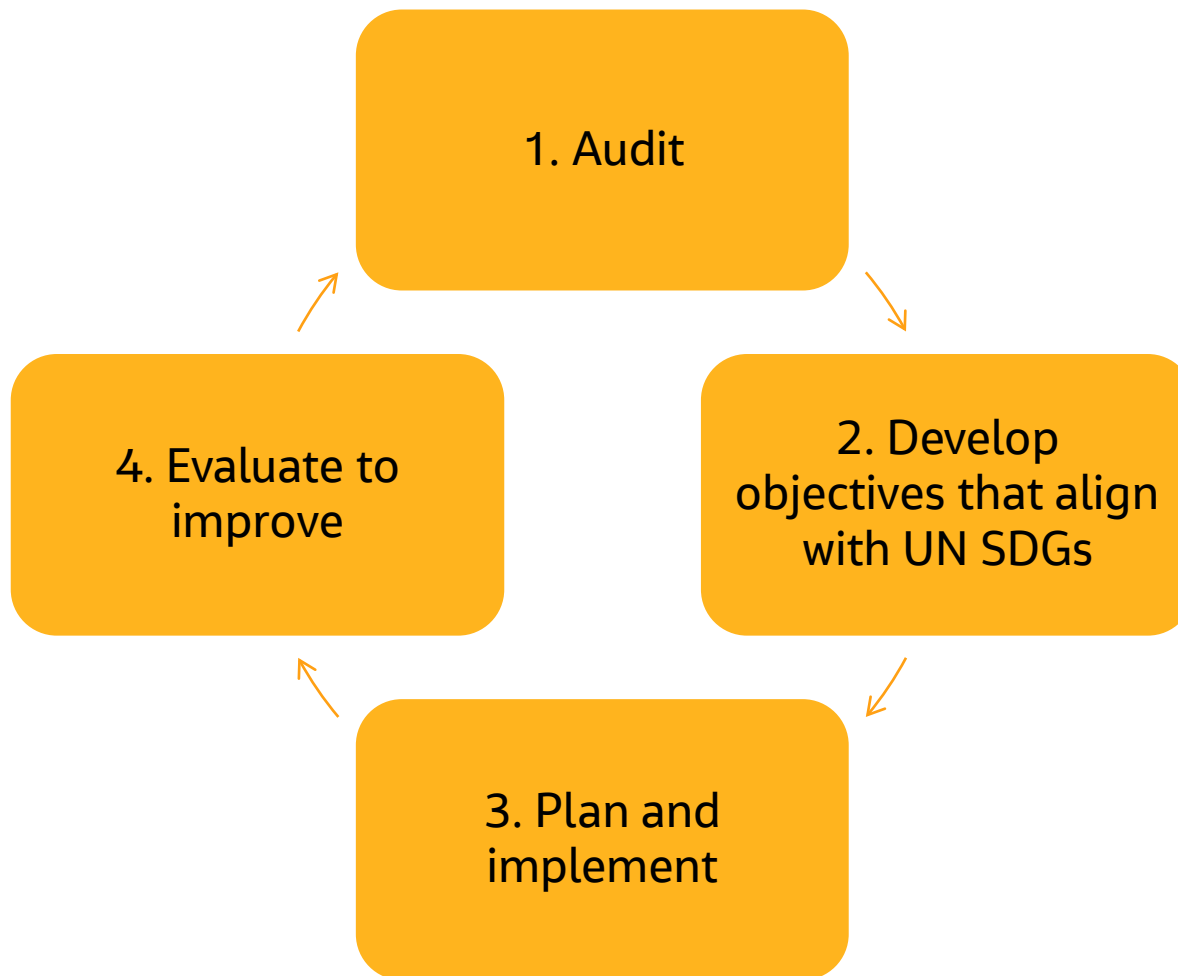 1. Audit
2. Develop
objectives that align
with UN SDGs
3. Plan and
implement
4. Evaluate to
improve